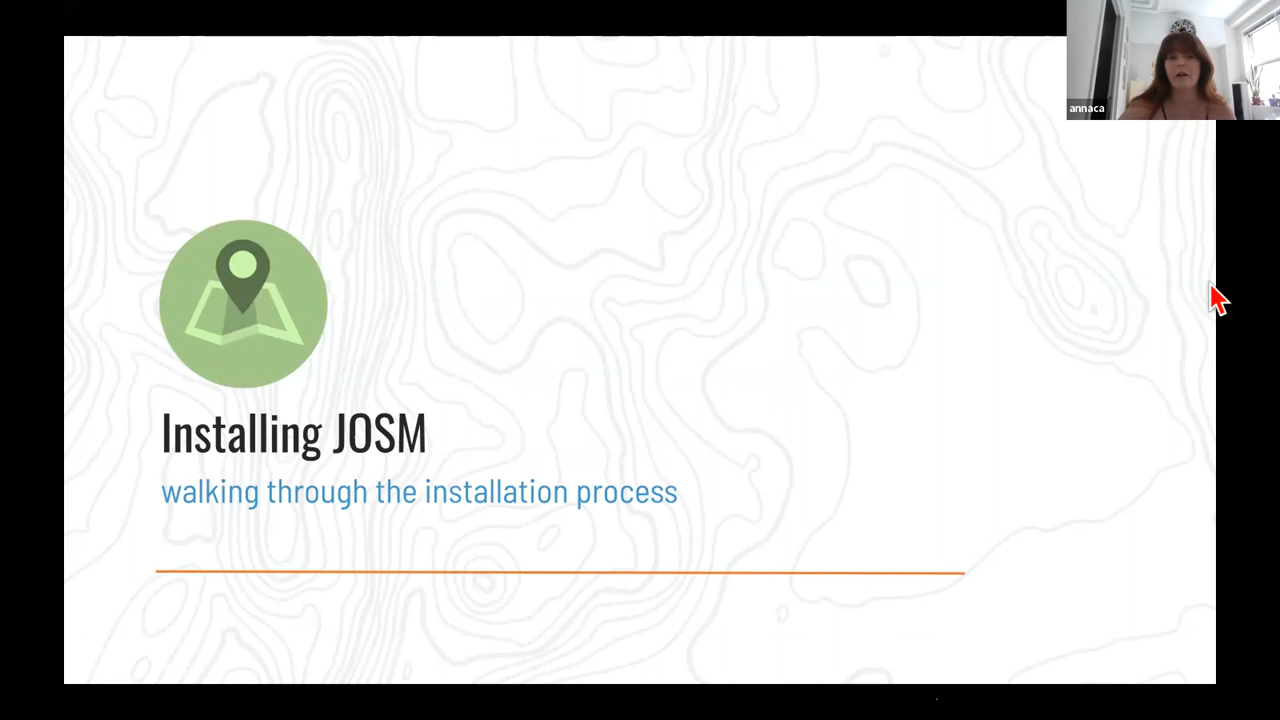 annaca
Installing JOSM
walking through the installation process